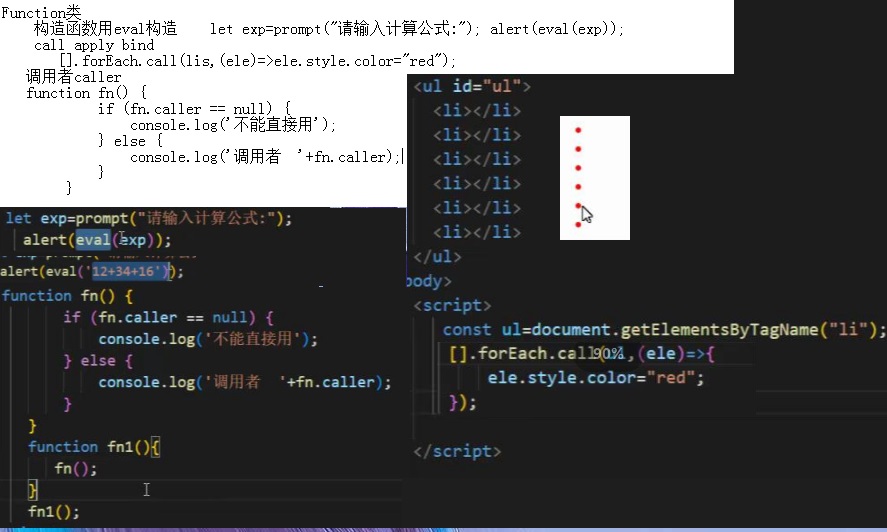 Function类
构造函数用eval构造 let exp=prompt("请输入计算公式:"); alert(eval(exp));
call apply bind
[].forEach.call(lis,(ele)=>ele.style.color="red");
调用者caller
function fn() {
if (fn.caller == null) {
console.log('不能直接用');
} else {
console.log('调用者 '+fn.caller);
}
}
let exp=prompt("请输入计算公式:");
alert(eval(exp));
alert(eval('12+34+16'));
function fn() {
if (fn.caller == null) {
console.log('不能直接用');
} else {
console.log('调用者 '+fn.caller);
}
}
function fn1(){
fn();
}
fn1();
<ul id="ul">
<li></li>
<li></li>
<li></li>
<li></li>
<li></li>
<li></li>
</ul>
body>
<script>
const ul=document.getElementsByTagName("li");
[].forEach.call( ,(ele)=>{
ele.style.color="red";
});
</script>